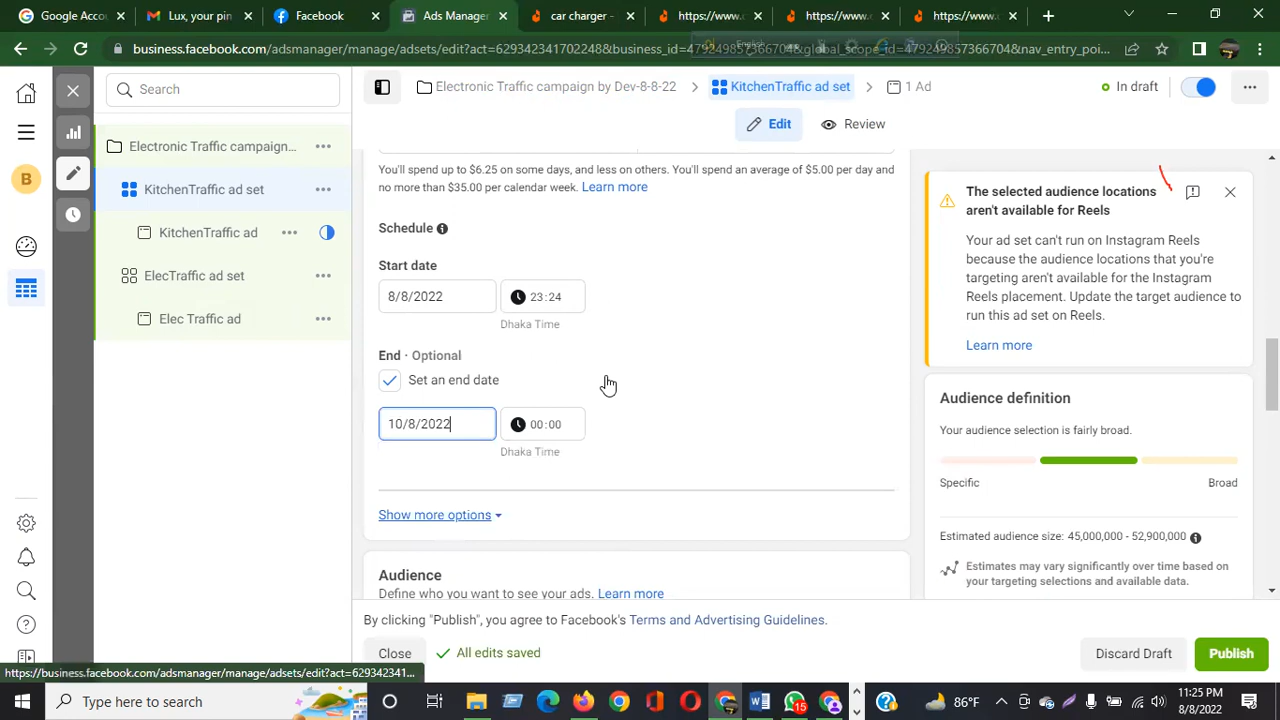 Google Acco
Lux, your pin
Facebook
Ads Manager
car charger -
https://www.c
https://www.c
https://www.c
business.facebook.com/adsmanager/manage/adsets/edit?act=629342341702248&business_id=479249857366704&global_scope_id=479249857366704&nav_entry_poi...
Search
Electronic Traffic campaign by Dev-8-8-22
KitchenTraffic ad set
1 Ad
In draft
Edit
Review
Electronic Traffic campaign...
KitchenTraffic ad set
KitchenTraffic ad
ElecTraffic ad set
Elec Traffic ad
B
You'll spend up to $6.25 on some days, and less on others. You'll spend an average of $5.00 per day and
no more than $35.00 per calendar week. Learn more
Schedule
Start date
8/8/2022
23:24
Dhaka Time
End · Optional
Set an end date
10/8/2022
00:00
Dhaka Time
Show more options
Audience
Define who you want to see your ads. Learn more
The selected audience locations
aren't available for Reels
Your ad set can't run on Instagram Reels
because the audience locations that you're
targeting aren't available for the Instagram
Reels placement. Update the target audience to
run this ad set on Reels.
Learn more
Audience definition
Your audience selection is fairly broad.
Specific
Broad
Estimated audience size: 45,000,000 - 52,900,000
Estimates may vary significantly over time based on
your targeting selections and available data.
By clicking "Publish", you agree to Facebook's Terms and Advertising Guidelines.
Close
All edits saved
Discard Draft
Publish
https://business.facebook.com/adsmanager/manage/adsets/edit?act=629342341...
Type here to search
15
86°F
11:25 PM
8/8/2022